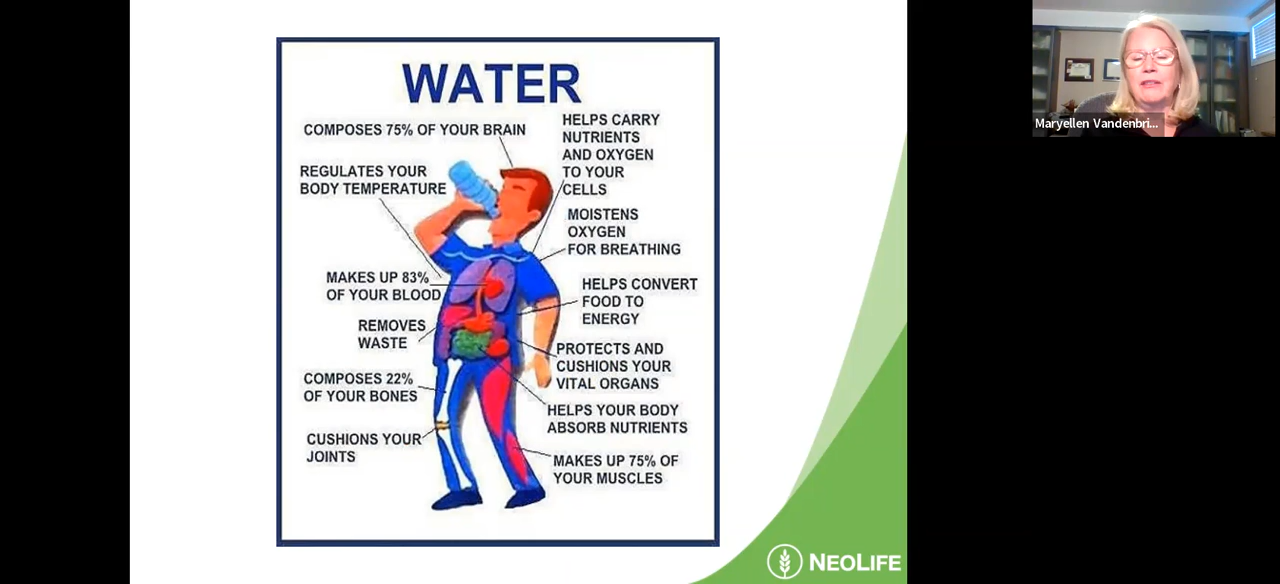 WATER
COMPOSES 75% OF YOUR BRAIN
REGULATES YOUR
BODY TEMPERATURE
MAKES UP 83%
OF YOUR BLOOD
REMOVES
WASTE
COMPOSES 22%
OF YOUR BONES
CUSHIONS YOUR
JOINTS
HELPS CARRY
NUTRIENTS
AND OXYGEN
TO YOUR
CELLS
MOISTENS
OXYGEN
FOR BREATHING
HELPS CONVERT
FOOD TO
ENERGY
PROTECTS AND
CUSHIONS YOUR
VITAL ORGANS
HELPS YOUR BODY
ABSORB NUTRIENTS
MAKES UP 75% OF
YOUR MUSCLES
NEOLIFE
Maryellen Vandenbri...